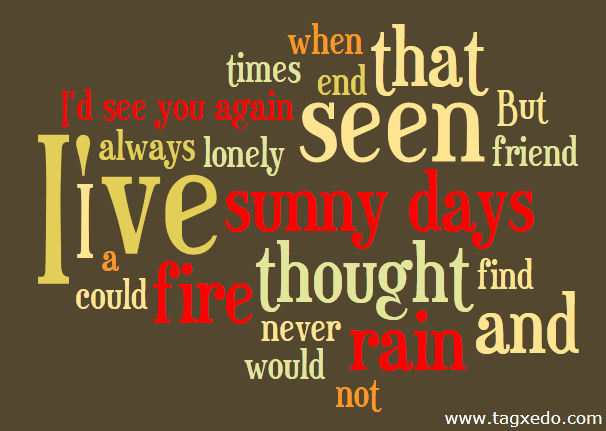 when
that
times
end
I'd see you again
seen
But
always
lonely
friend
I've
i
sunny days
a
could
fire
thought
find
never
rain
and
would
not
www.tagxedo.com